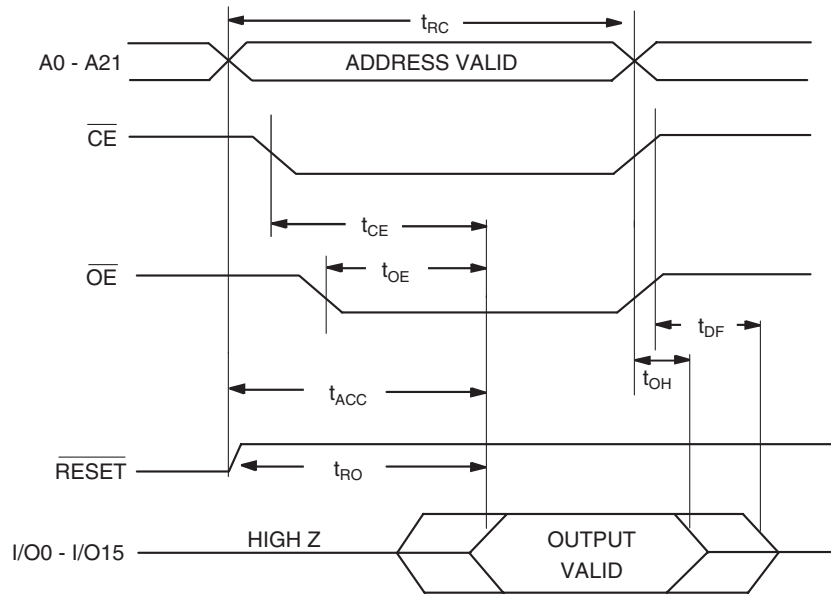 tRC
A0 - A21
ADDRESS VALID
CE
tCE
tOE
OE
tDF
tOH
tACC
RESET
tRO
I/O0 - I/O15
HIGH Z
OUTPUT
VALID